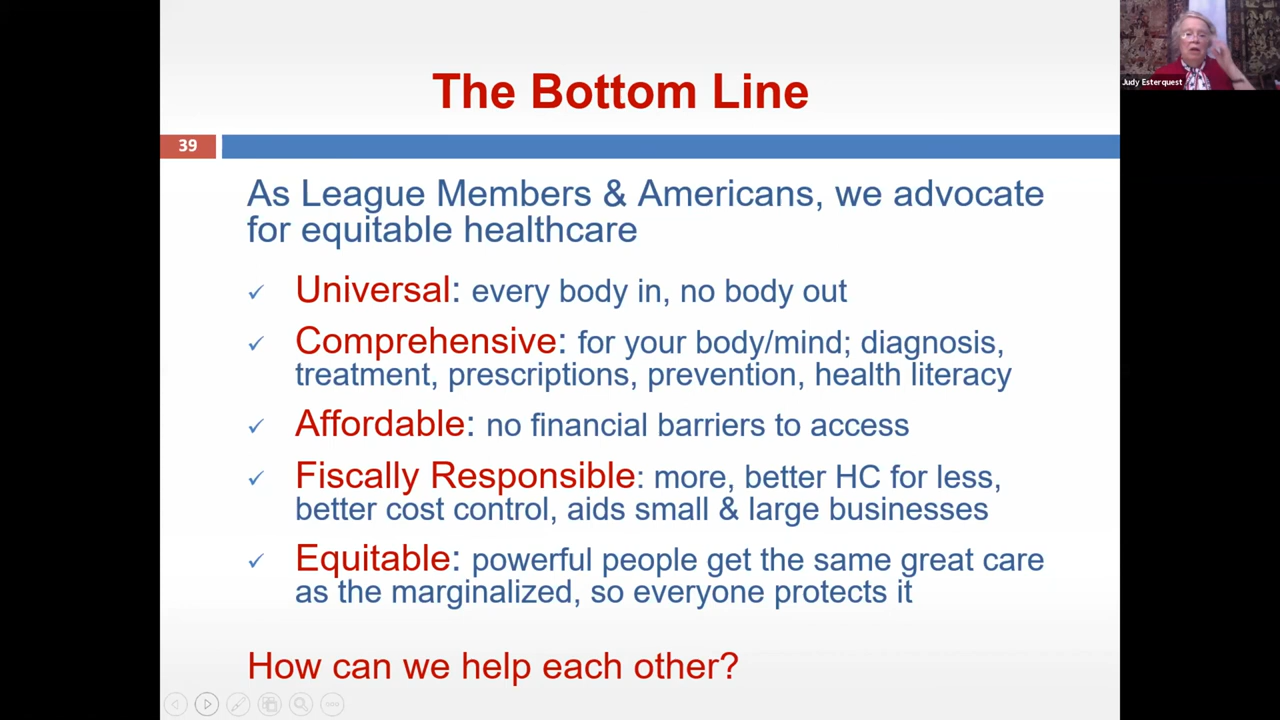 The Bottom Line
39
As League Members & Americans, we advocate
for equitable healthcare
✓ Universal: every body in, no body out
✓ Comprehensive: for your body/mind; diagnosis,
treatment, prescriptions, prevention, health literacy
✓ Affordable: no financial barriers to access
✓ Fiscally Responsible: more, better HC for less,
better cost control, aids small & large businesses
✓ Equitable: powerful people get the same great care
as the marginalized, so everyone protects it
How can we help each other?
Judy Esterquest